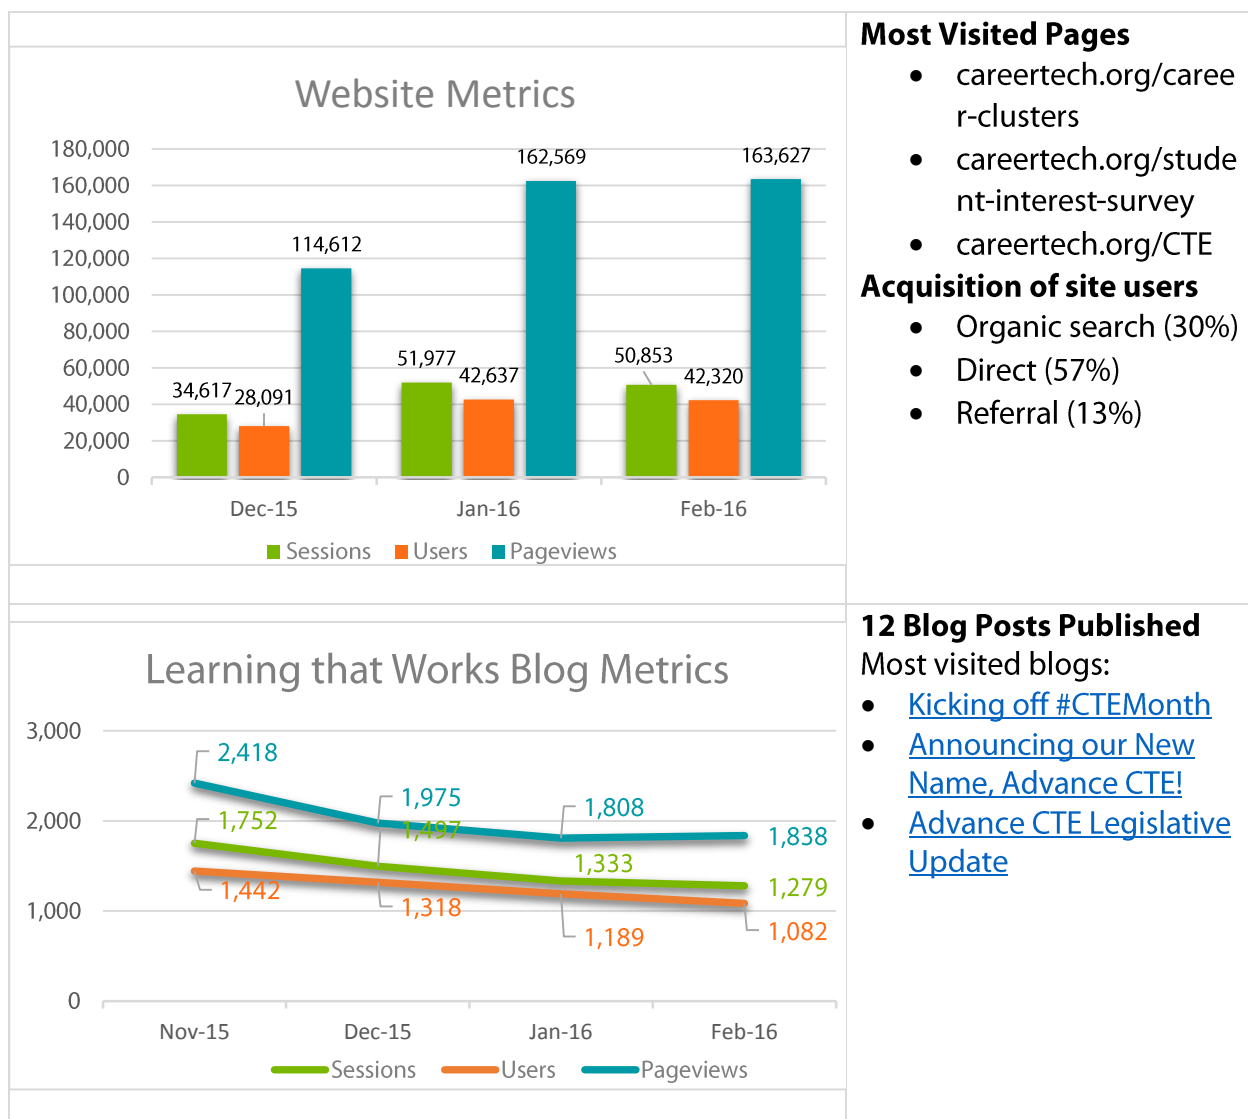 Website Metrics
180,000
160,000
140,000
120,000
100,000
80,000
60,000
40,000
20,000
0
34,617
28,091
114,612
51,977
42,637
162,569
50,853
42,320
163,627
Dec-15
Jan-16
Feb-16
Sessions
Users
Pageviews
Most Visited Pages
• careertech.org/caree
r-clusters
• careertech.org/stude
nt-interest-survey
• careertech.org/CTE
Acquisition of site users
• Organic search (30%)
• Direct (57%)
• Referral (13%)
Learning that Works Blog Metrics
3,000
2,000
1,000
0
2,418
1,975
1,808
1,838
1,752
1,497
1,333
1,279
1,442
1,318
1,189
1,082
Nov-15
Dec-15
Jan-16
Feb-16
Sessions
Users
Pageviews
12 Blog Posts Published
Most visited blogs:
• Kicking off #CTEMonth
• Announcing our New
Name, Advance CTE!
• Advance CTE Legislative
Update